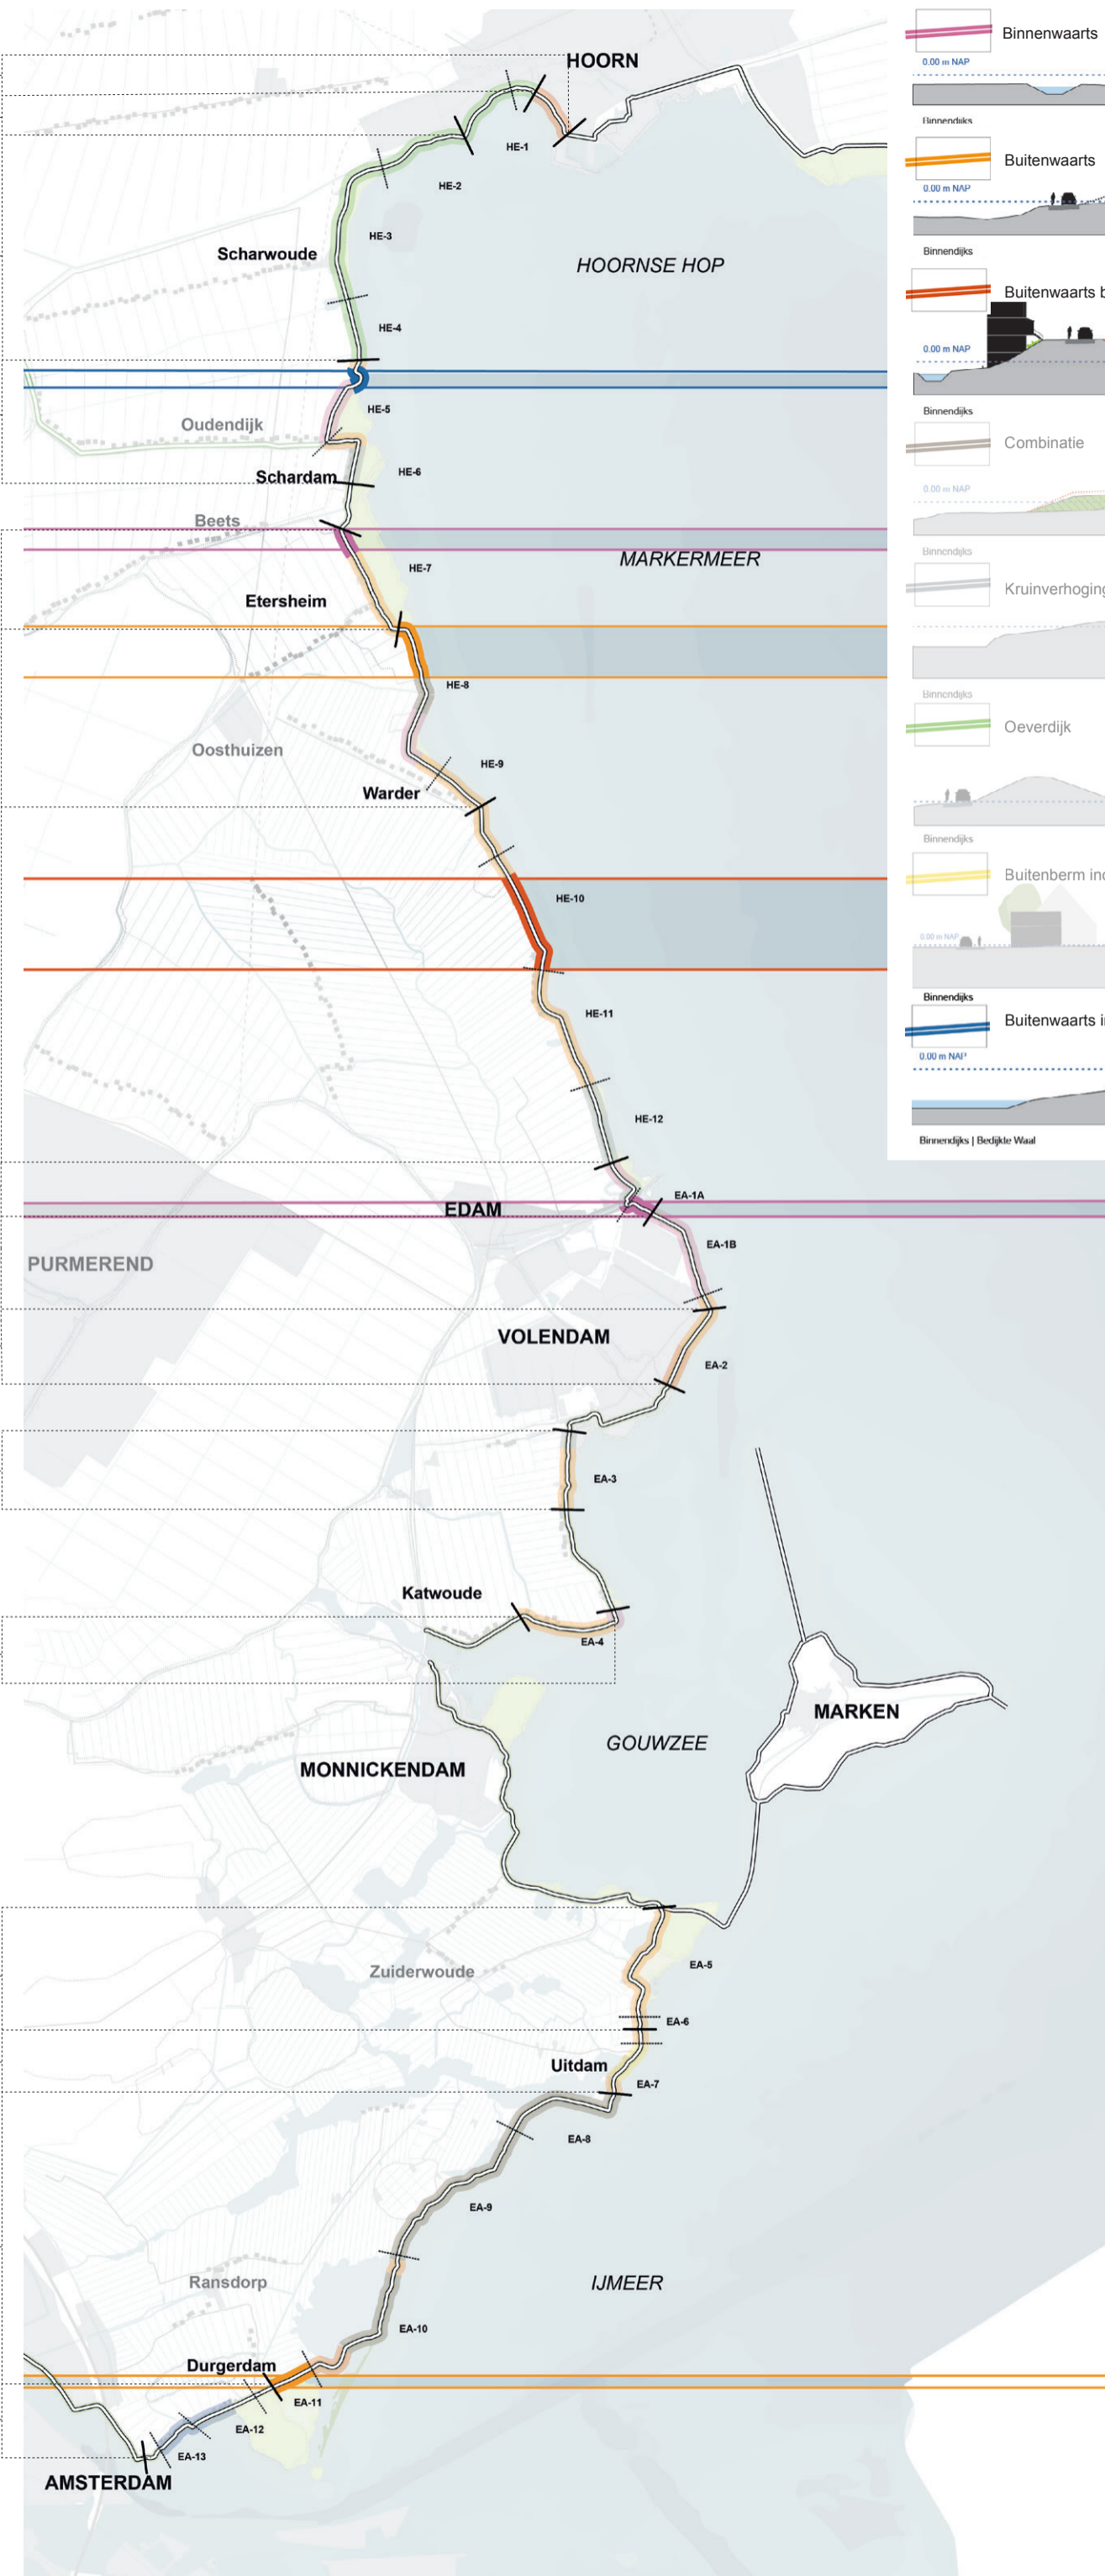 HOORN
HE-1
HE-2
HE-3
Scharwoude
HOORNSE HOP
HE-4
HE-5
Oudendijk
HE-6
Schardam
Beets
MARKERMEER
HE-7
Etersheim
HE-8
Oosthuizen
HE-9
Warder
HE-10
HE-11
HE-12
EA-1A
EDAM
EA-1B
PURMEREND
VOLENDAM
EA-2
EA-3
Katwoude
EA-4
MARKEN
GOUWZEE
MONNICKENDAM
EA-5
Zuiderwoude
EA-6
Uitdam
EA-7
EA-8
EA-9
Ransdorp
IJMEER
EA-10
Durgerdam
EA-11
EA-12
EA-13
AMSTERDAM
Binnenwaarts
0.00 m NAP
Binnendijks
Buitenwaarts
0.00 m NAP
Binnendijks
Buitenwaarts b
0.00 m NAP
Binnendijks
Combinatie
0.00 m NAP
Binnendijks
Kruinverhoging
Binnendijks
Oeverdijk
Binnendijks
Buitenberm inc
0.00 m NAP
Binnendijks
Buitenwaarts i
0.00 m NAP
Binnendijks | Bedijkte Waal